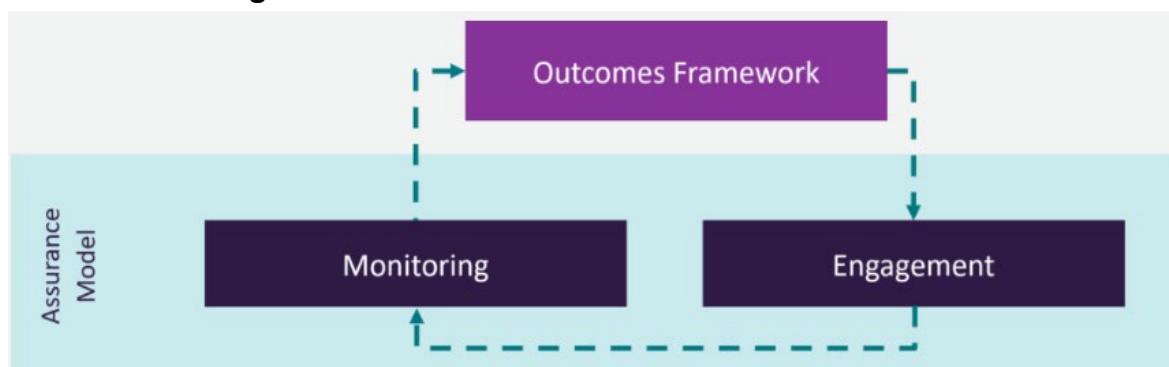 Outcomes Framework
Assurance
Model
Monitoring
Engagement